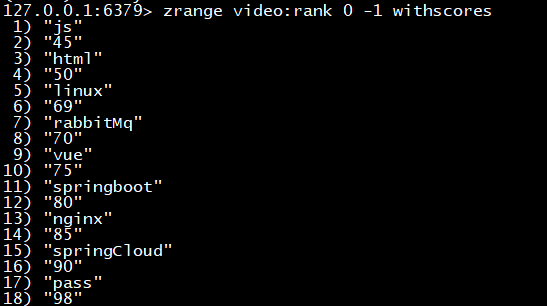 127.0.0.1:6379> zrange video:rank 0 -1 withscores
1) "js"
2) "45"
3) "html"
4) "50"
5) "linux"
6) "69"
7) "rabbitMq"
8) "70"
9) "vue"
10) "75"
11) "springboot"
12) "80"
13) "nginx"
14) "85"
15) "springCloud"
16) "90"
17) "pass"
18) "98"